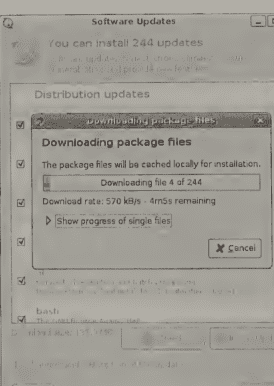 Software Updates
You can install 244 updates
Distribution updates
Downloading package files
Downloading package files
The package files will be cached locally for installation.
Downloading file 4 of 244
Download rate: 570 kB/s - 4m5s remaining
Show progress of single files
Cancel
bash